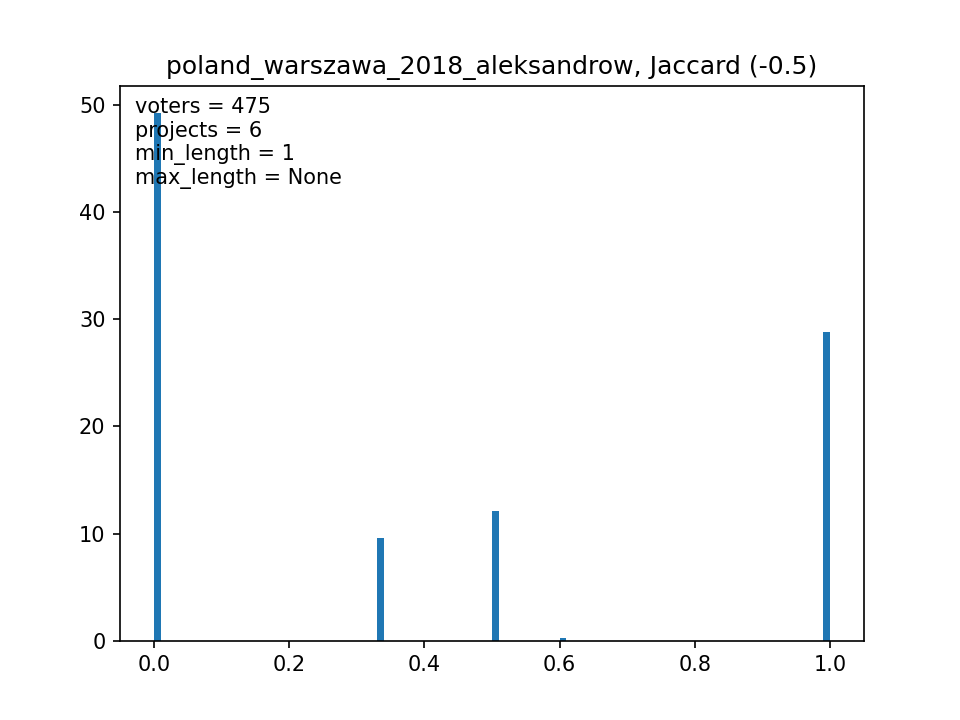 poland_warszawa_2018_aleksandrow, Jaccard (-0.5)
voters = 475
projects = 6
min_length = 1
max_length = None
50
40
30
20
10
0
0.0 0.2 0.4 0.6 0.8 1.0